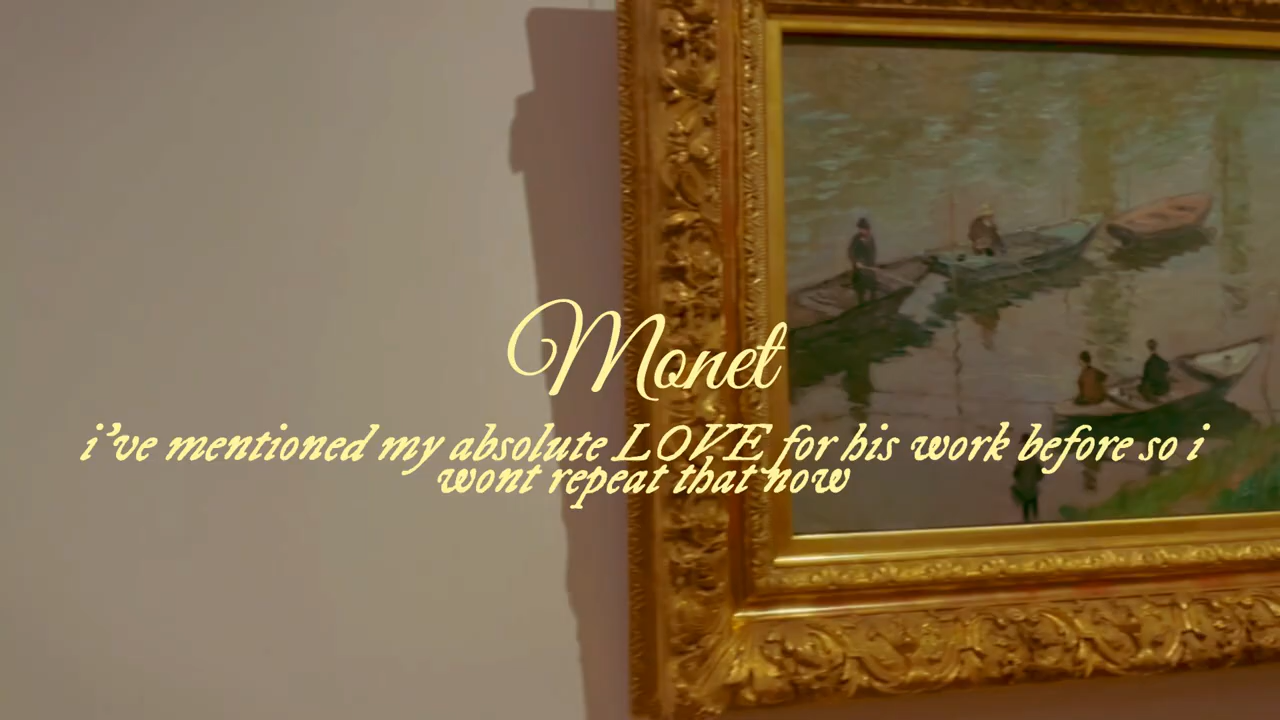 Monet
i've mentioned my absolute LOVE for his work before so i
wont repeat that now